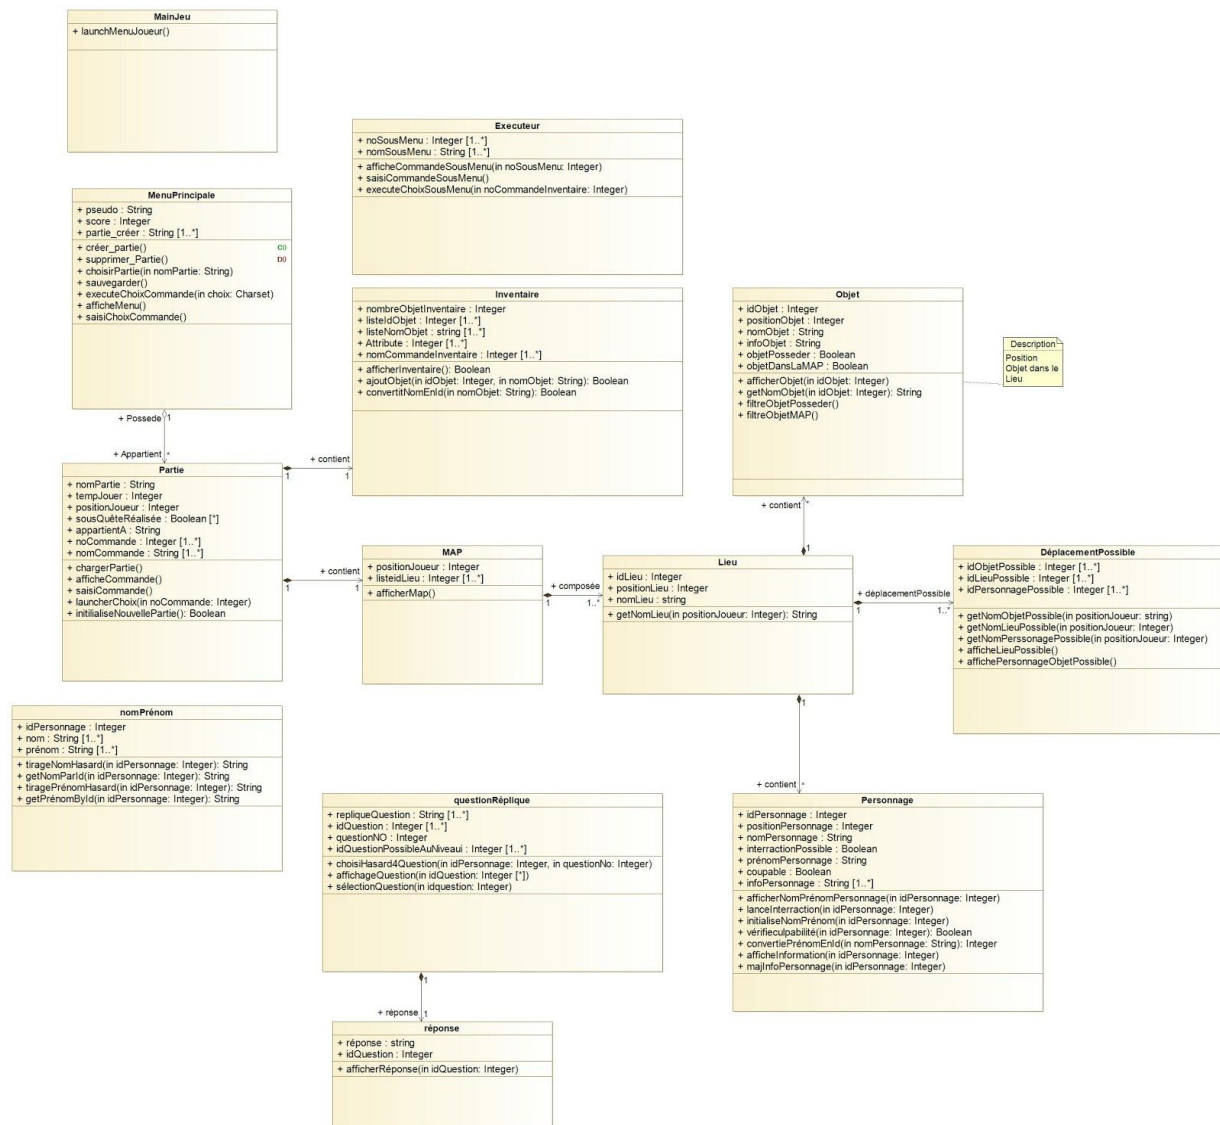 MainJeu
+ launchMenuJoueur()
Executeur
+ noSousMenu : Integer [1..*]
+ nomSousMenu : String [1..*]
+ afficheCommandeSousMenu(in noSousMenu: Integer)
+ saisiCommandeSousMenu()
+ executeChoixSousMenu(in noCommandeInventaire: Integer)
MenuPrincipale
+ pseudo : String
+ score : Integer
+ partie_créer : String [1..*]
+ créer_partie()
C()
+ supprimer_Partie()
D()
+ choisirPartie(in nomPartie: String)
+ sauvegarder()
+ executeChoixCommande(in choix: Charset)
+ afficheMenu()
+ saisiChoixCommande()
Inventaire
+ nombreObjetInventaire : Integer
+ listeIdObjet : Integer [1..*]
+ listeNomObjet : string [1..*]
+ Attribute : Integer [1..*]
+ nomCommandeInventaire : Integer [1..*]
+ afficherInventaire(): Boolean
+ ajoutObjet(in idObjet: Integer, in nomObjet: String): Boolean
+ convertitNomEnId(in nomObjet: String): Boolean
Objet
+ idObjet : Integer
+ positionObjet : Integer
+ nomObjet : String
+ infoObjet : String
+ objetPosseder : Boolean
+ objetDansLaMAP : Boolean
+ afficherObjet(in idObjet: Integer)
+ getNomObjet(in idObjet: Integer): String
+ filtreObjetPosseder()
+ filtreObjetMAP()
Description
Position
Objet dans le
Lieu
+ Possede
1
+ Appartient
*
Partie
+ nomPartie : String
+ tempJouer : Integer
+ positionJoueur : Integer
+ sousQuêteRéalisée : Boolean [*]
+ appartientA : String
+ noCommande : Integer [1..*]
+ nomCommande : String [1..*]
+ chargerPartie()
+ afficheCommande()
+ saisiCommande()
+ launcherChoix(in noCommande: Integer)
+ initilialiseNouvellePartie(): Boolean
+ contient
1
1
+ contient
1
1
MAP
+ positionJoueur : Integer
+ listeidLieu : Integer [1..*]
+ afficherMap()
+ composée
1
1..*
+ contient
*
1
Lieu
+ idLieu : Integer
+ positionLieu : Integer
+ nomLieu : string
+ getNomLieu(in positionJoueur: Integer): String
+ déplacementPossible
1
1..*
DéplacementPossible
+ idObjetPossible : Integer [1..*]
+ idLieuPossible : Integer [1..*]
+ idPersonnagePossible : Integer [1..*]
+ getNomObjetPossible(in positionJoueur: string)
+ getNomLieuPossible(in positionJoueur: Integer)
+ getNomPerssonagePossible(in positionJoueur: Integer)
+ afficheLieuPossible()
+ affichePersonnageObjetPossible()
1
+ contient
*
nomPrénom
+ idPersonnage : Integer
+ nom : String [1..*]
+ prénom : String [1..*]
+ tirageNomHasard(in idPersonnage: Integer): String
+ getNomParId(in idPersonnage: Integer): String
+ tiragePrénomHasard(in idPersonnage: Integer): String
+ getPrénomById(in idPersonnage: Integer): String
questionRéplique
+ repliqueQuestion : String [1..*]
+ idQuestion : Integer [1..*]
+ questionNO : Integer
+ idQuestionPossibleAuNiveaui : Integer [1..*]
+ choisiHasard4Question(in idPersonnage: Integer, in questionNo: Integer)
+ affichageQuestion(in idQuestion: Integer [*])
+ sélectionQuestion(in idquestion: Integer)
Personnage
+ idPersonnage : Integer
+ positionPersonnage : Integer
+ nomPersonnage : String
+ interractionPossible : Boolean
+ prénomPersonnage : String
+ coupable : Boolean
+ infoPersonnage : String [1..*]
+ afficherNomPrénomPersonnage(in idPersonnage: Integer)
+ lanceInterraction(in idPersonnage: Integer)
+ initialiseNomPrénom(in idPersonnage: Integer)
+ vérifieculpabilité(in idPersonnage: Integer): Boolean
+ convertiePrénomEnId(in nomPersonnage: String): Integer
+ afficheInformation(in idPersonnage: Integer)
+ majInfoPersonnage(in idPersonnage: Integer)
1
+ réponse
1
réponse
+ réponse : string
+ idQuestion : Integer
+ afficherRéponse(in idQuestion: Integer)